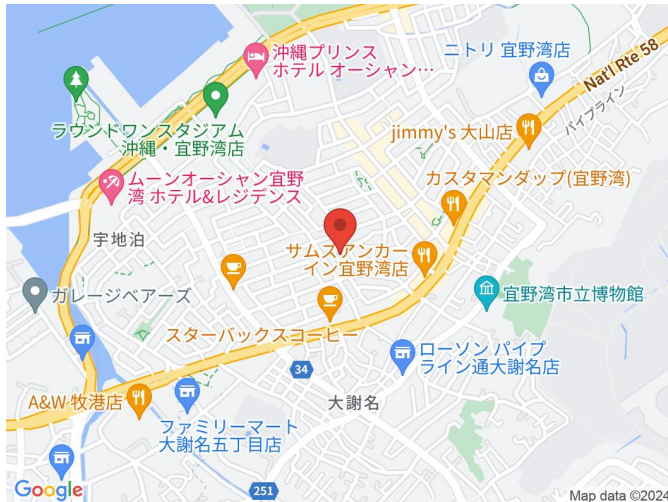 沖縄プリンス
ホテル オーシャン…
ニトリ 宜野湾店
Nat'l Rte 58
パイプライン
ラウンドワンスタジアム
沖縄・宜野湾店
jimmy's 大山店
ムーンオーシャン宜野
湾 ホテル&レジデンス
カスタマンダップ(宜野湾)
宇地泊
サムズアンカー
イン宜野湾店
ガレージベアーズ
宜野湾市立博物館
スターバックスコーヒー
ローソン パイプ
ライン通大謝名店
34
A&W 牧港店
大謝名
ファミリーマート
大謝名五丁目店
251
Google
Map data ©2024